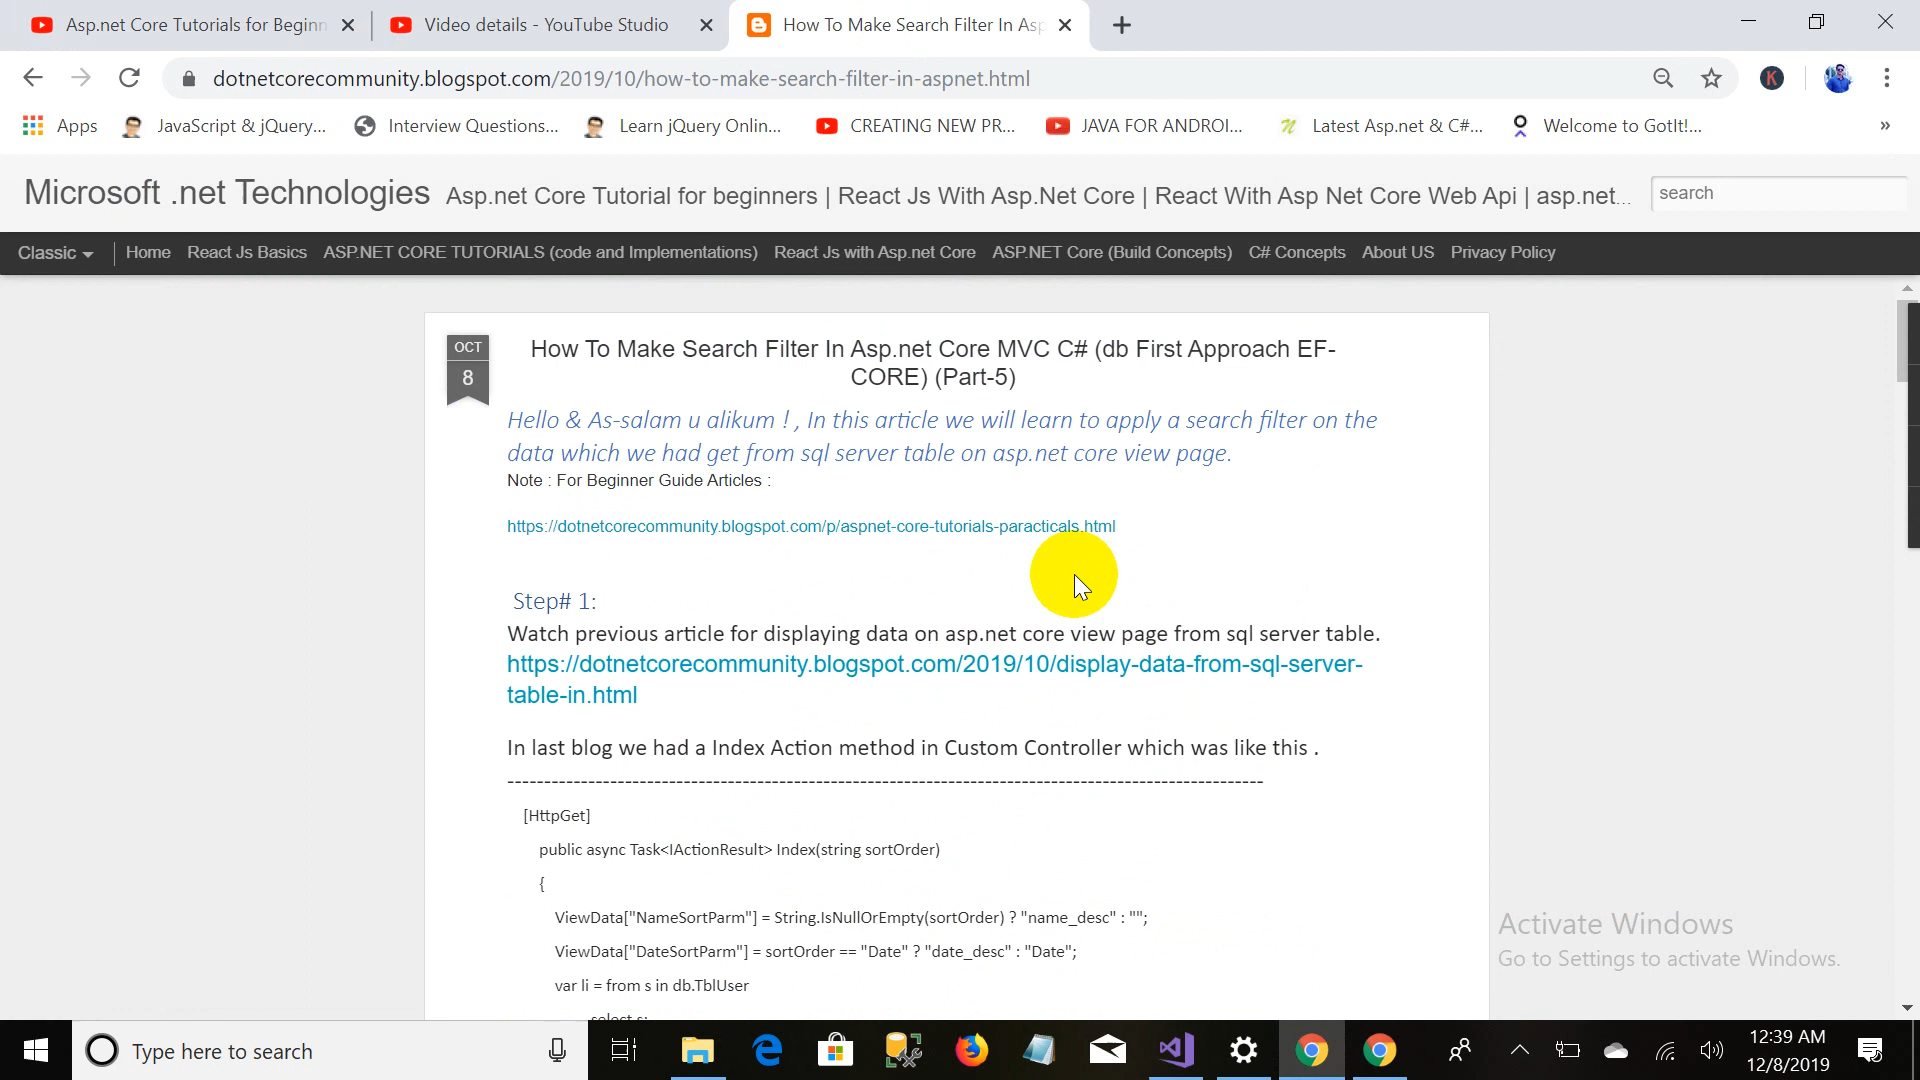 Asp.net Core Tutorials for Beginn
Video details - YouTube Studio
How To Make Search Filter In Asp
dotnetcorecommunity.blogspot.com/2019/10/how-to-make-search-filter-in-aspnet.html
K
Apps
JavaScript & jQuery...
Interview Questions...
Learn jQuery Onlin...
CREATING NEW PR...
JAVA FOR ANDROI...
Latest Asp.net & C#...
Welcome to GotIt!...
»
Microsoft .net Technologies
Asp.net Core Tutorial for beginners | React Js With Asp.Net Core | React With Asp Net Core Web Api | asp.net...
search
Classic
Home
React Js Basics
ASP.NET CORE TUTORIALS (code and Implementations)
React Js with Asp.net Core
ASP.NET Core (Build Concepts)
C# Concepts
About US
Privacy Policy
OCT
8
How To Make Search Filter In Asp.net Core MVC C# (db First Approach EF-
CORE) (Part-5)
Hello & As-salam u alikum ! , In this article we will learn to apply a search filter on the
data which we had get from sql server table on asp.net core view page.
Note : For Beginner Guide Articles :
https://dotnetcorecommunity.blogspot.com/p/aspnet-core-tutorials-paracticals.html
Step# 1:
Watch previous article for displaying data on asp.net core view page from sql server table.
https://dotnetcorecommunity.blogspot.com/2019/10/display-data-from-sql-server-
table-in.html
In last blog we had a Index Action method in Custom Controller which was like this .
--------------------------------------------------------------------------------------------------------
[HttpGet]
public async Task<IActionResult> Index(string sortOrder)
{
ViewData["NameSortParm"] = String.IsNullOrEmpty(sortOrder) ? "name_desc" : "";
ViewData["DateSortParm"] = sortOrder == "Date" ? "date_desc" : "Date";
var li = from s in db.TblUser
select s;
Activate Windows
Go to Settings to activate Windows.
Type here to search
12:39 AM
12/8/2019